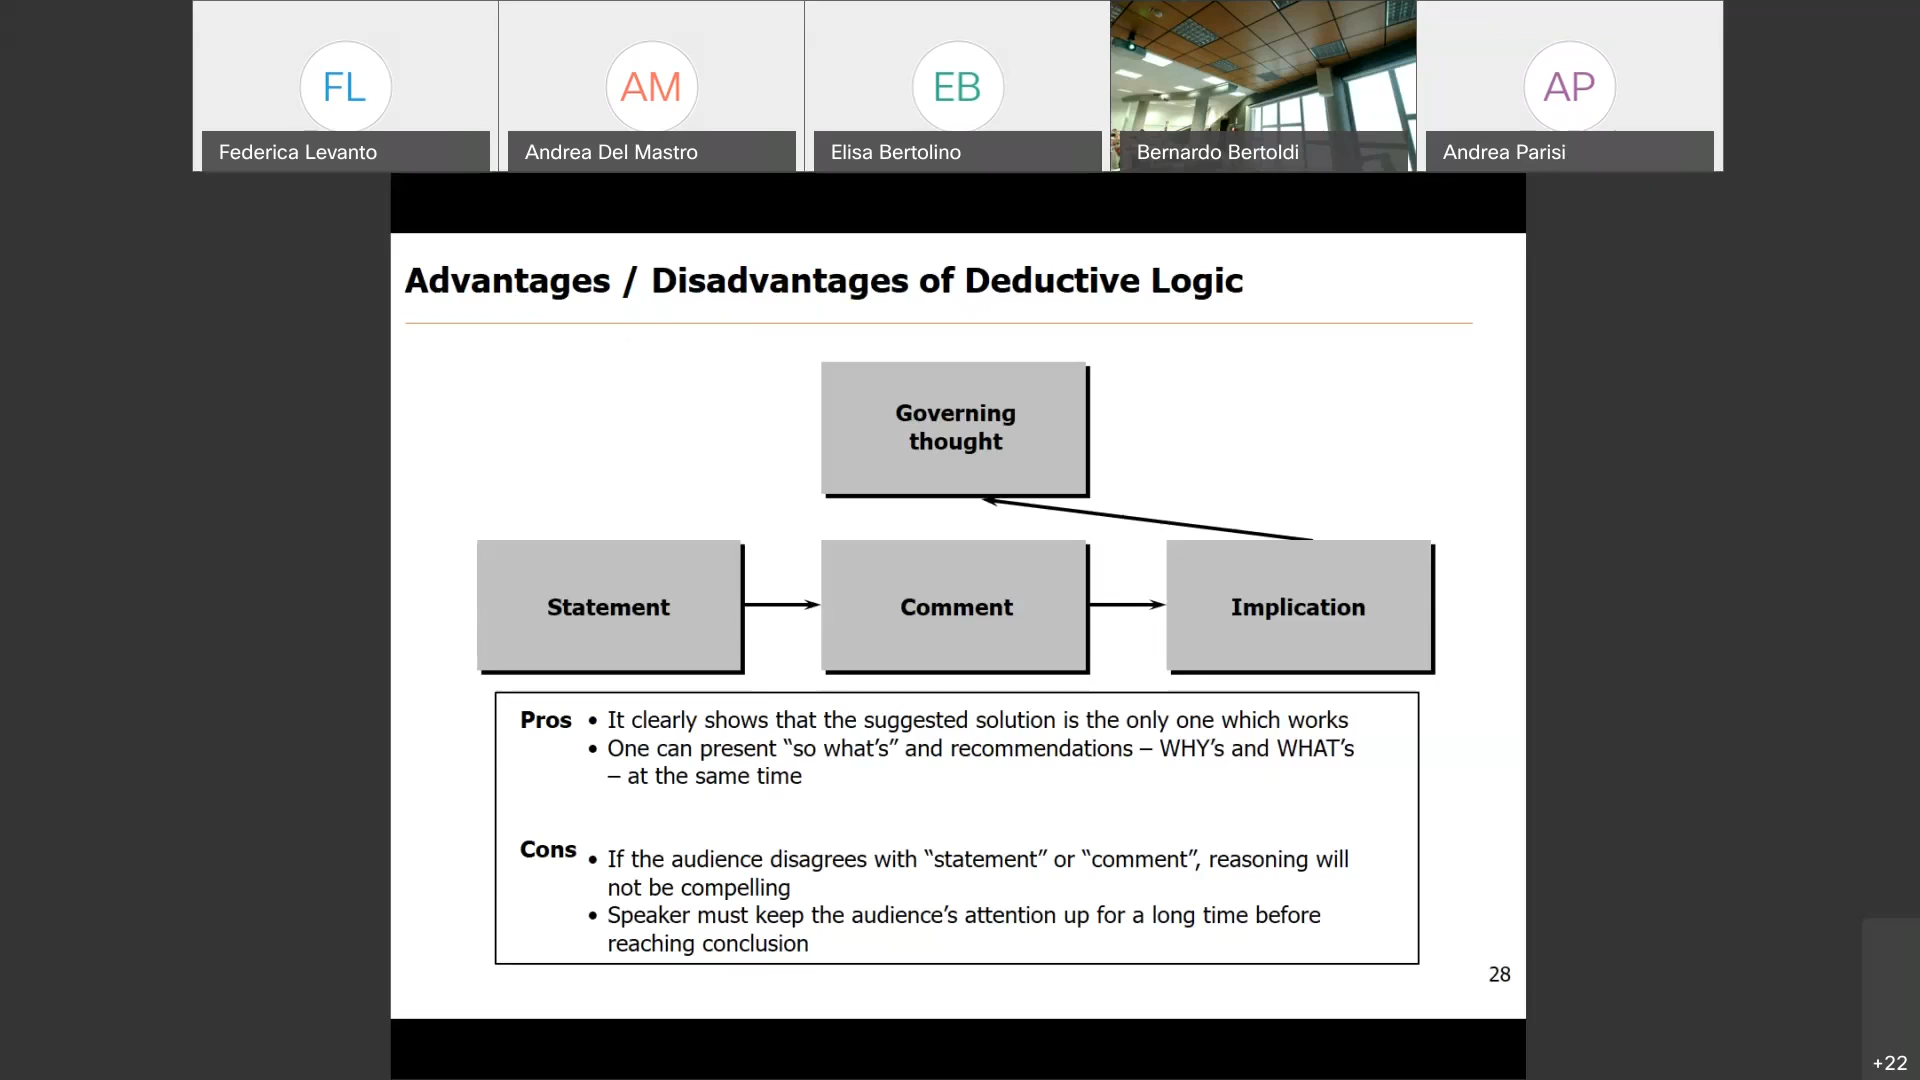 FL
AM
EB
AP
Federica Levanto
Andrea Del Mastro
Elisa Bertolino
Bernardo Bertoldi
Andrea Parisi
Advantages / Disadvantages of Deductive Logic
Governing
thought
Statement
Comment
Implication
Pros • It clearly shows that the suggested solution is the only one which works
• One can present “so what’s” and recommendations – WHY’s and WHAT’s
– at the same time
Cons • If the audience disagrees with “statement” or “comment”, reasoning will
not be compelling
• Speaker must keep the audience’s attention up for a long time before
reaching conclusion
28
+22